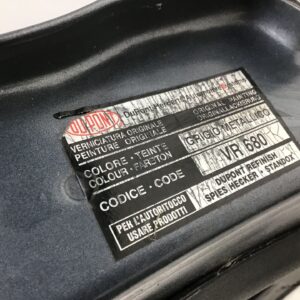 DUPONT
VERNICIATURA ORIGINALE
PEINTURE ORIGINALE
ORIGINAL PAINTING
ORIGINALLACKIERUNG
COLORE - TEINTE
COLOUR - FARBTON
GRIGIO METALLIZZATO
CODICE - CODE
VR 680
PER L'AUTORITOCCO
USARE PRODOTTI
DUPONT REFINISH
SPIES HECKER - STANDOX